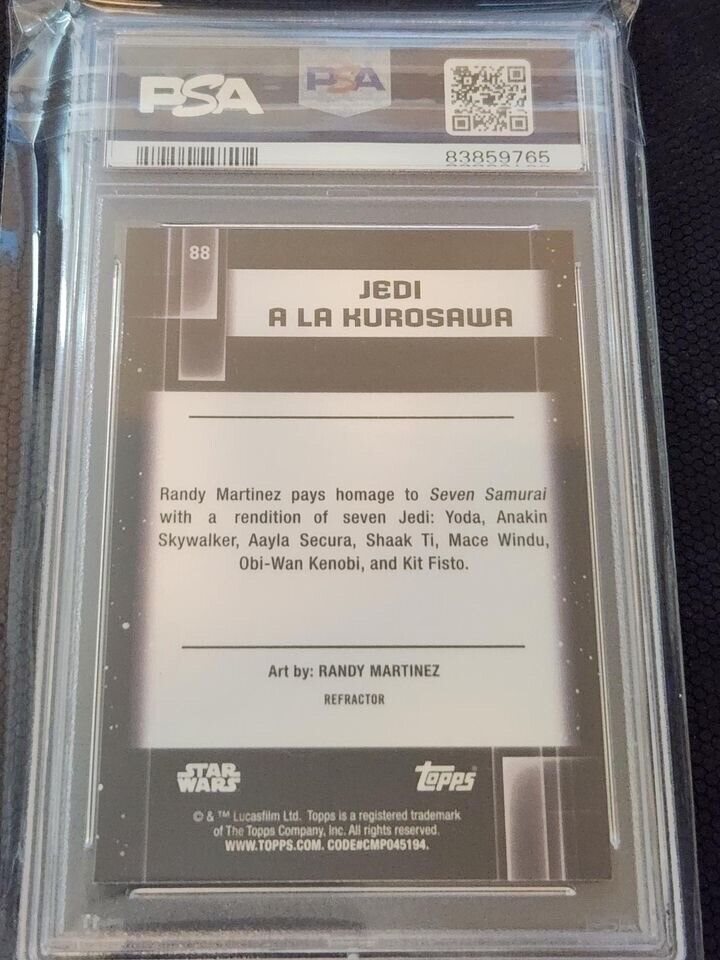 PSA
PSA
83859765
88
JEDI
A LA KUROSAWA
Randy Martinez pays homage to Seven Samurai
with a rendition of seven Jedi: Yoda, Anakin
Skywalker, Aayla Secura, Shaak Ti, Mace Windu,
Obi-Wan Kenobi, and Kit Fisto.
Art by: RANDY MARTINEZ
REFRACTOR
STAR
WARS
Topps
© & ™ Lucasfilm Ltd. Topps is a registered trademark
of The Topps Company, Inc. All rights reserved.
WWW.TOPPS.COM. CODE#CMP045194.